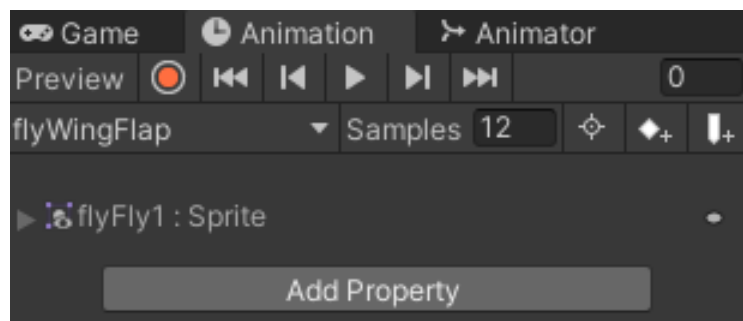 Game Animation Animator
Preview 0
flyWingFlap Samples 12
flyFly1 : Sprite
Add Property